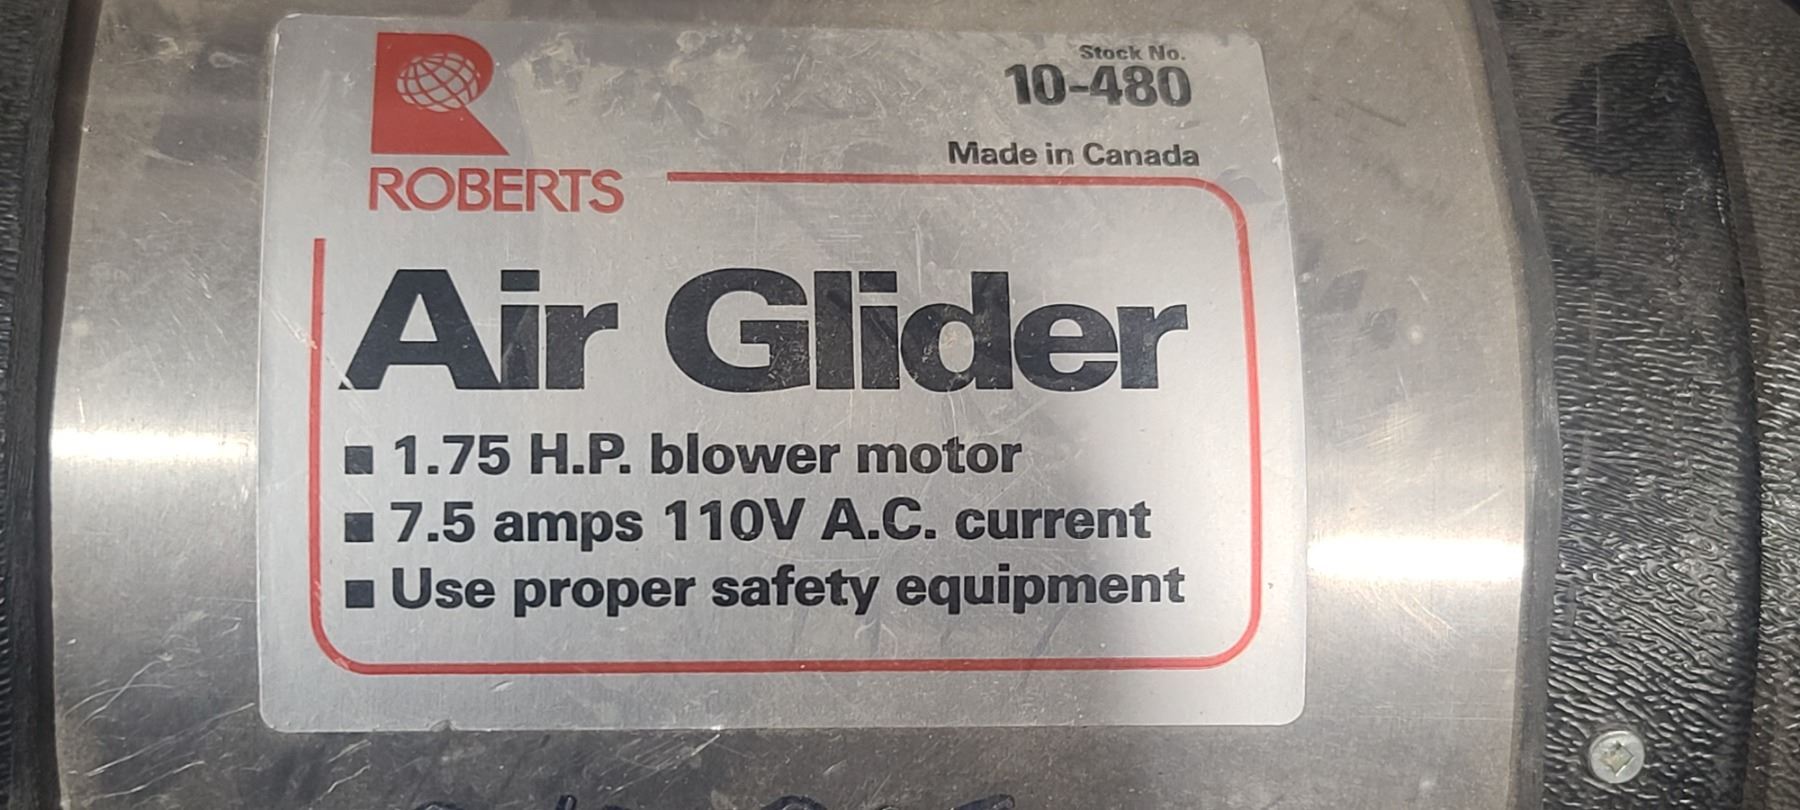 Stock No.
10-480
Made in Canada
ROBERTS
Air Glider
■ 1.75 H.P. blower motor
■ 7.5 amps 110V A.C. current
■ Use proper safety equipment